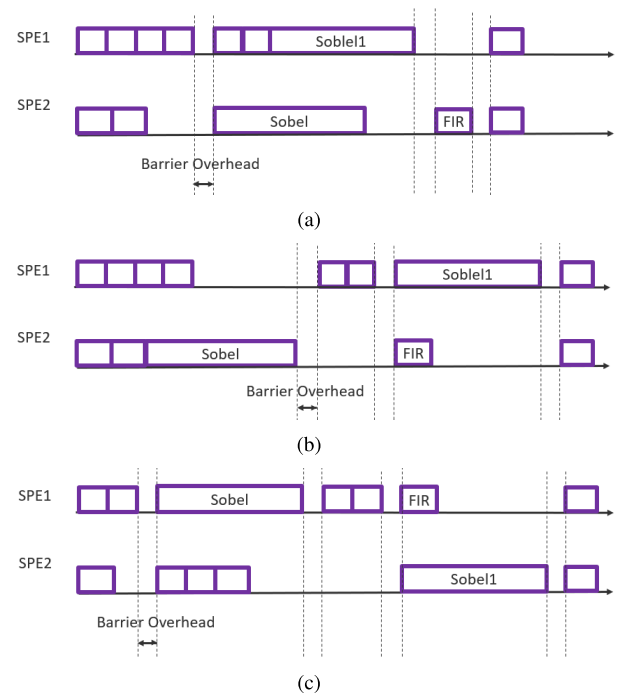 SPE1
Soblel1
SPE2
Sobel
FIR
Barrier Overhead
(a)
SPE1
Soblel1
SPE2
Sobel
FIR
Barrier Overhead
(b)
SPE1
Sobel
FIR
SPE2
Sobel1
Barrier Overhead
(c)